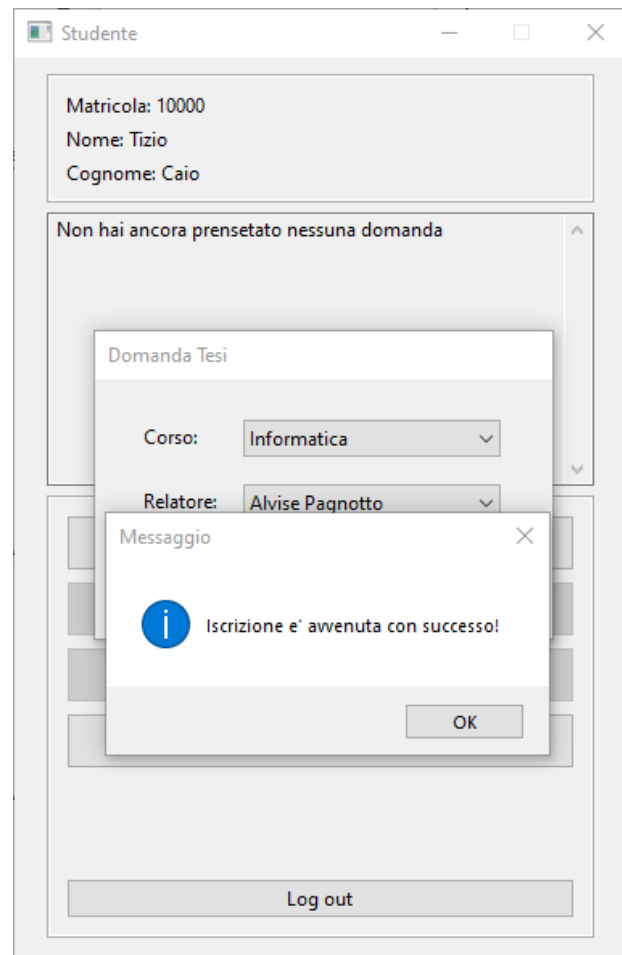 Studente
Matricola: 10000
Nome: Tizio
Cognome: Caio
Non hai ancora prensetato nessuna domanda
Domanda Tesi
Corso:
Informatica
Relatore:
Alvise Pagnotto
Messaggio
Iscrizione e' avvenuta con successo!
OK
Log out